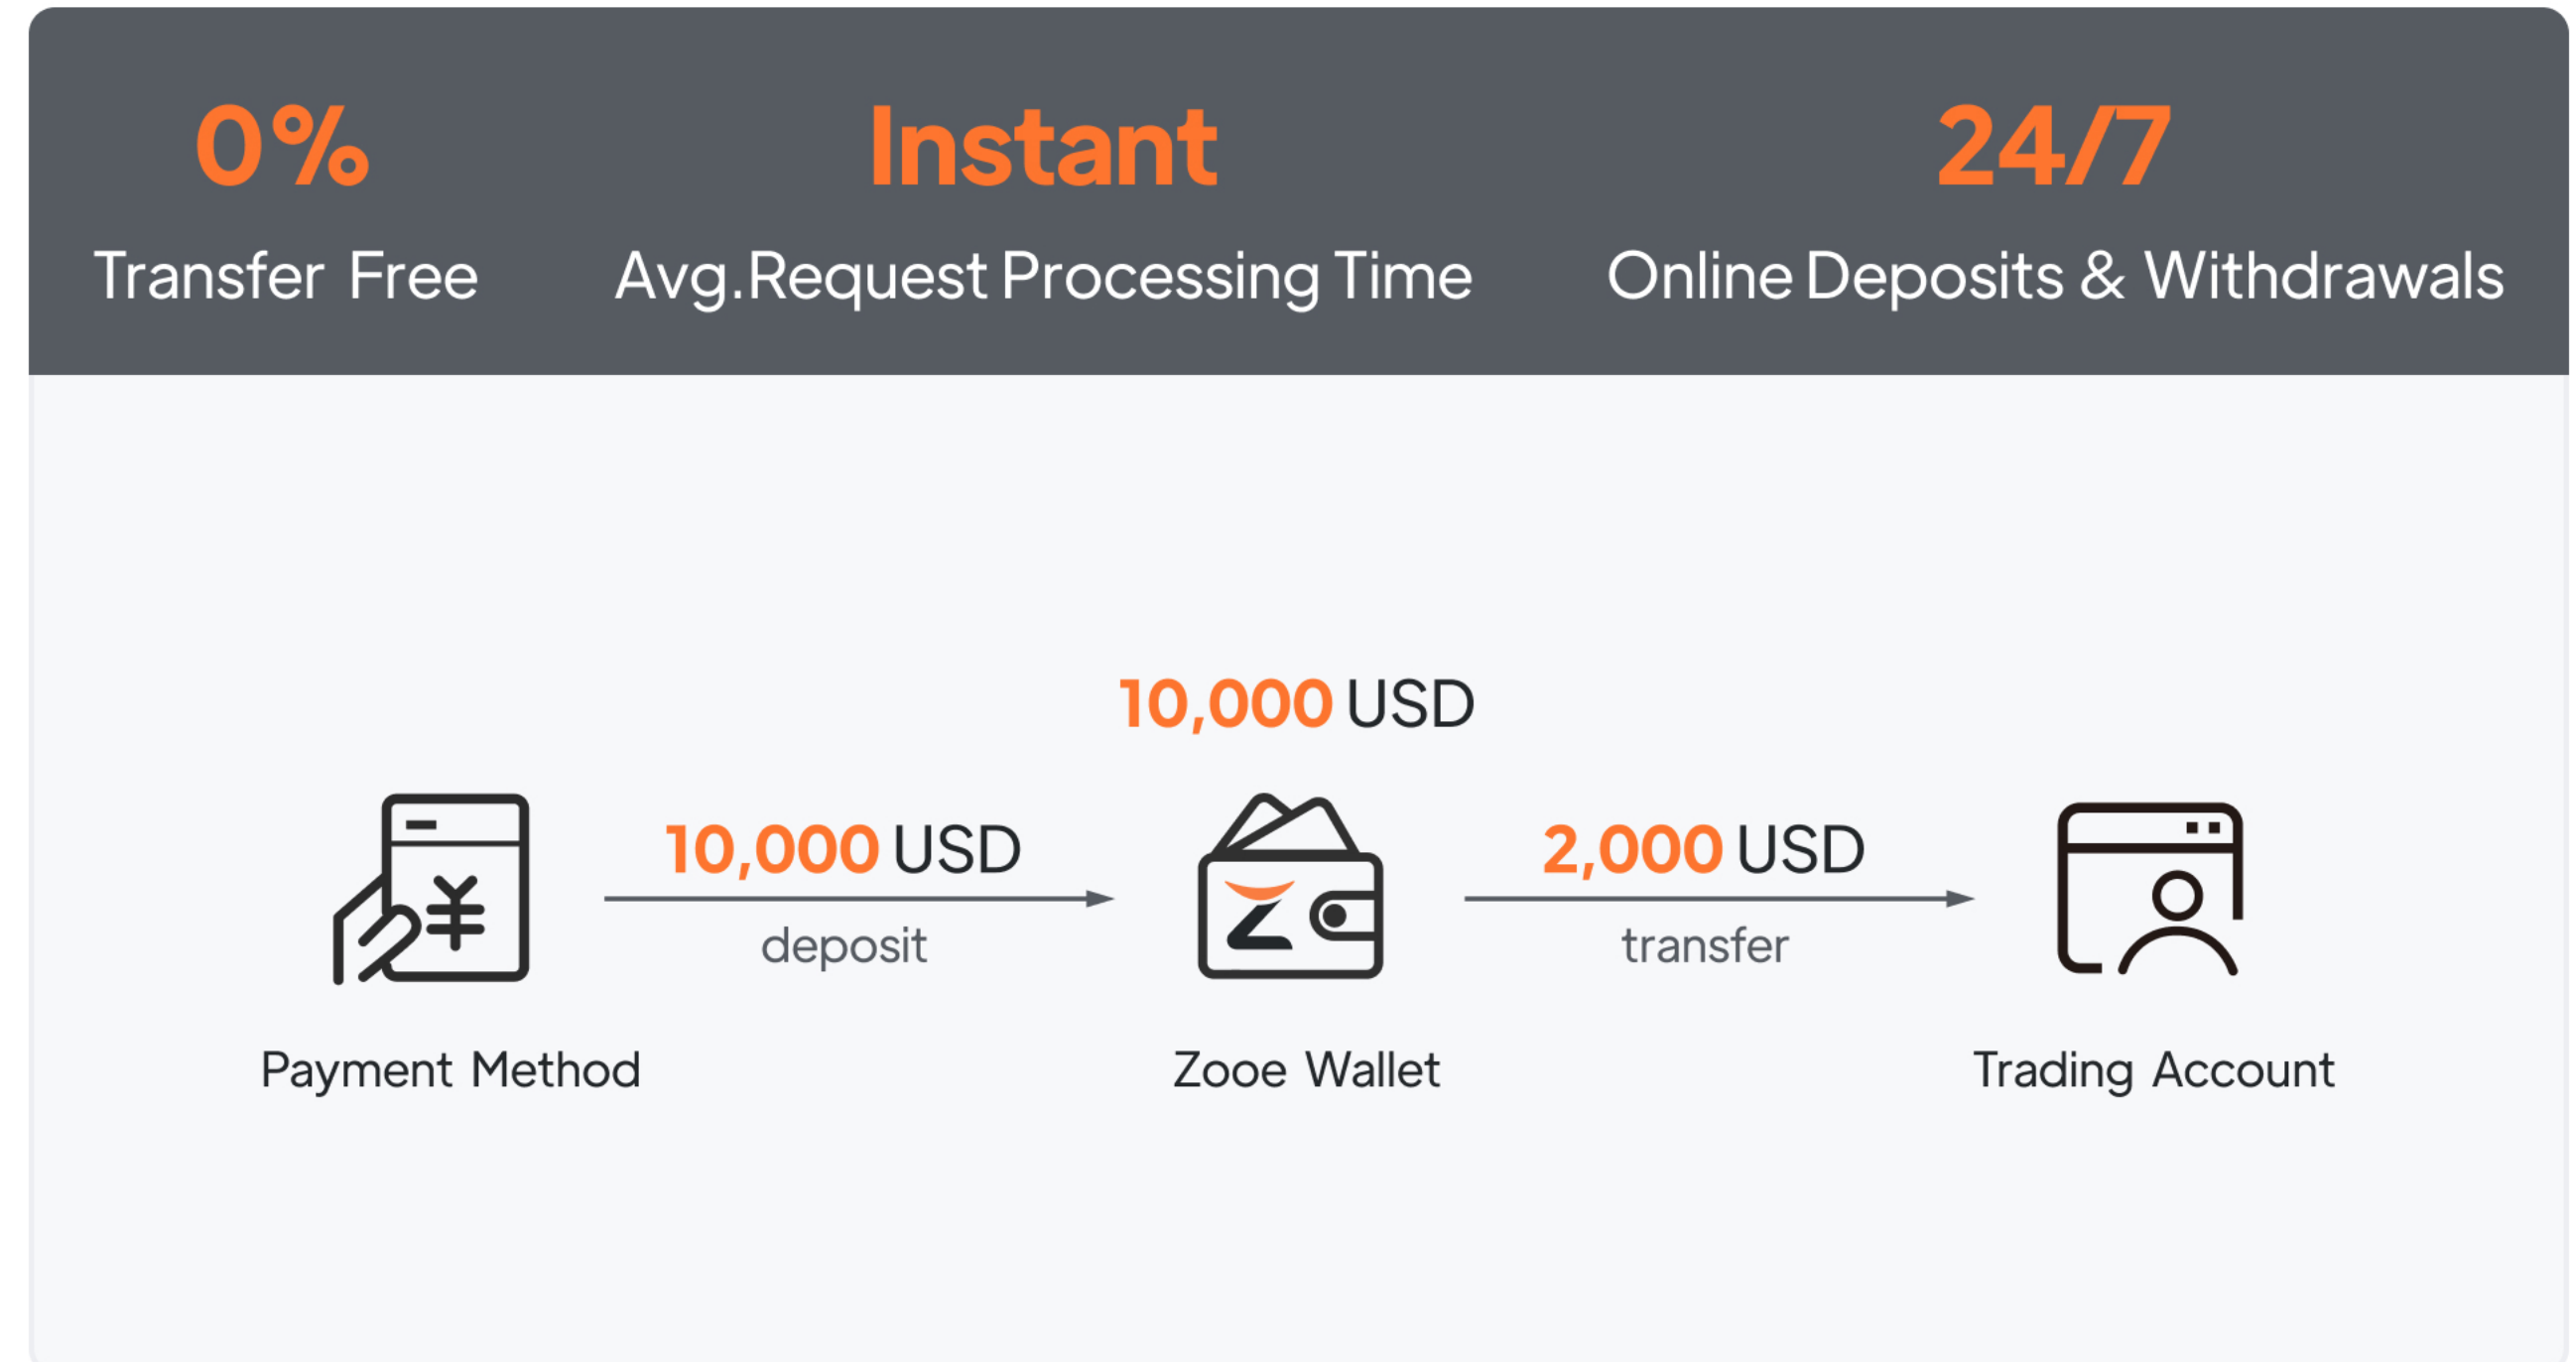 0%
Instant
24/7
Transfer Free
Avg.Request Processing Time
Online Deposits & Withdrawals
10,000 USD
10,000 USD
2,000 USD
¥
Z
deposit
transfer
Payment Method
Zooe Wallet
Trading Account